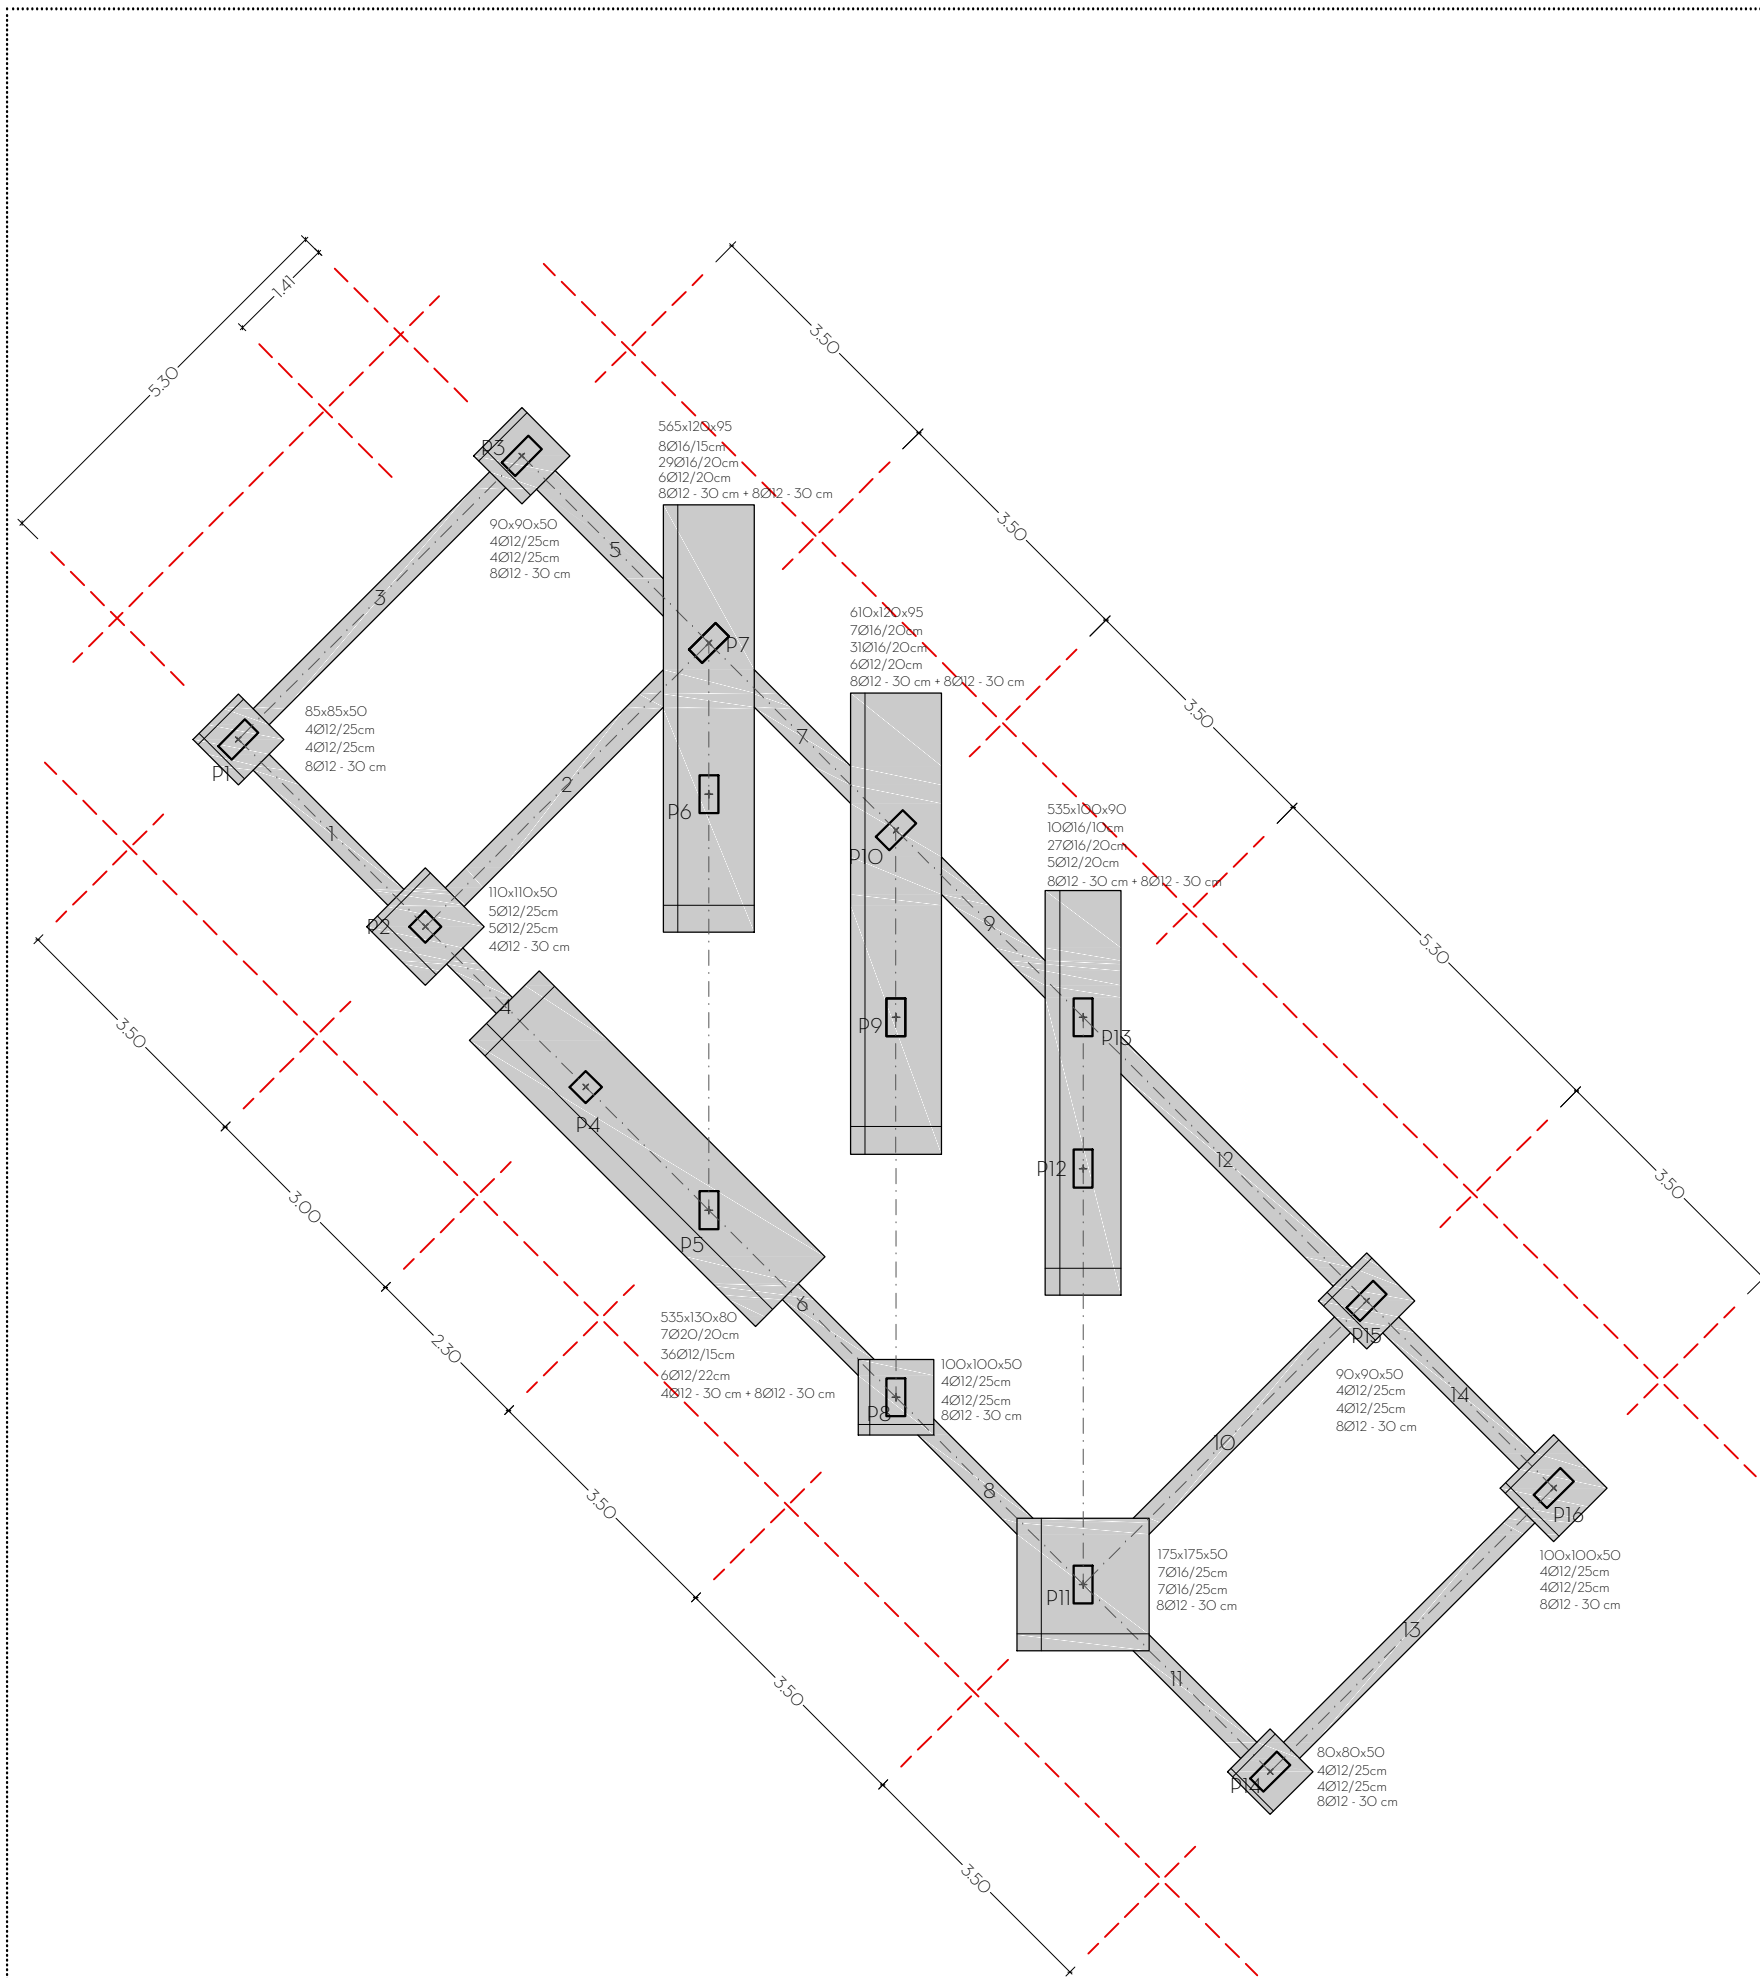 1.41
5.30
3.50
3.50
3.50
5.30
3.50
P3
565x120x95
8Ø16/15cm
29Ø16/20cm
6Ø12/20cm
8Ø12 - 30 cm + 8Ø12 - 30 cm
90x90x50
4Ø12/25cm
4Ø12/25cm
8Ø12 - 30 cm
5
3
P7
610x120x95
7Ø16/20cm
31Ø16/20cm
6Ø12/20cm
8Ø12 - 30 cm + 8Ø12 - 30 cm
85x85x50
4Ø12/25cm
4Ø12/25cm
8Ø12 - 30 cm
P1
7
2
P6
1
P10
535x100x90
10Ø16/10cm
27Ø16/20cm
5Ø12/20cm
8Ø12 - 30 cm + 8Ø12 - 30 cm
110x110x50
5Ø12/25cm
5Ø12/25cm
4Ø12 - 30 cm
P2
9
4
P9
P13
P4
P12
12
P5
6
535x130x80
7Ø20/20cm
36Ø12/15cm
6Ø12/22cm
4Ø12 - 30 cm + 8Ø12 - 30 cm
100x100x50
4Ø12/25cm
4Ø12/25cm
8Ø12 - 30 cm
P8
P15
90x90x50
4Ø12/25cm
4Ø12/25cm
8Ø12 - 30 cm
14
10
8
P16
100x100x50
4Ø12/25cm
4Ø12/25cm
8Ø12 - 30 cm
175x175x50
7Ø16/25cm
7Ø16/25cm
8Ø12 - 30 cm
P11
13
11
80x80x50
4Ø12/25cm
4Ø12/25cm
8Ø12 - 30 cm
P14
3.50
3.00
2.30
3.50
3.50
3.50